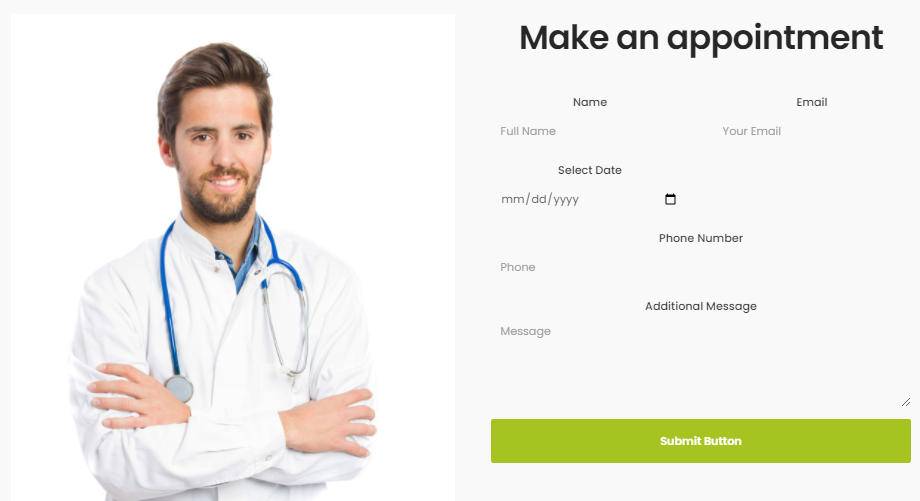 Make an appointment
Name Email
Full Name Your Email
Select Date
mm/dd/yyyy
Phone Number
Phone
Additional Message
Message
Submit Button